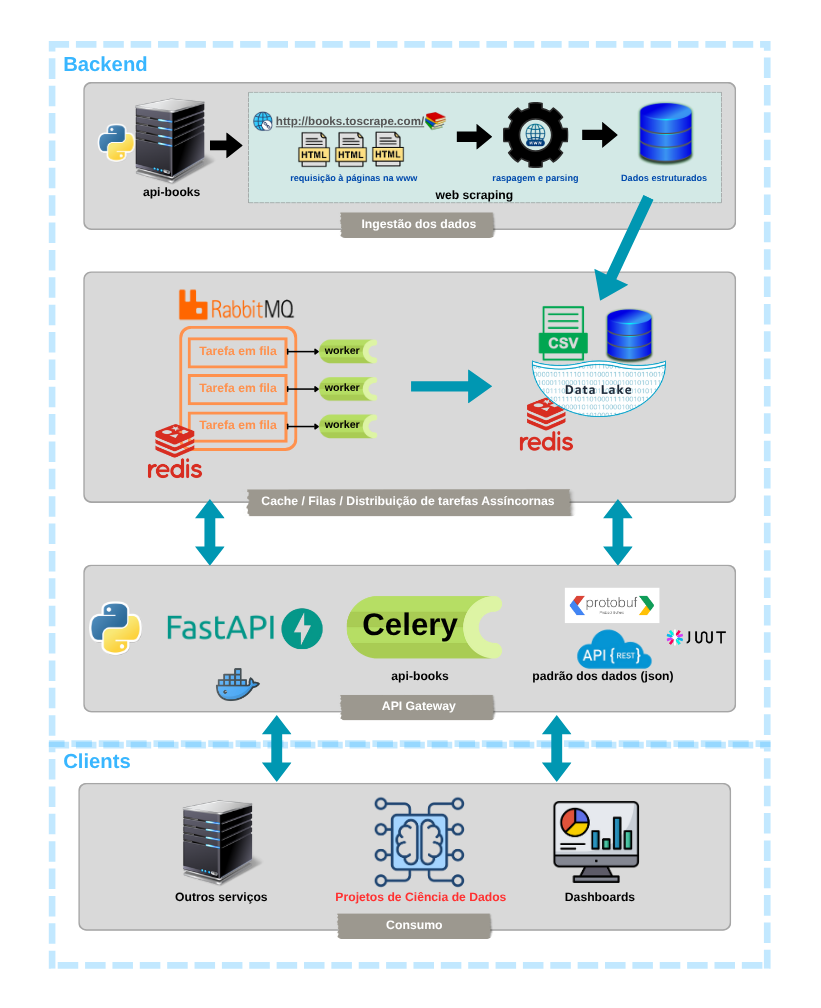 Backend
http://books.toscrape.com/
HTML
HTML
HTML
WWW
requisição à páginas na www
raspagem e parsing
Dados estruturados
api-books
web scraping
Ingestão dos dados
RabbitMQ
Tarefa em fila
worker
Tarefa em fila
worker
Tarefa em fila
worker
redis
CSV
Data Lake
redis
Cache / Filas / Distribuição de tarefas Assíncornas
FastAPI
Celery
api-books
protobuf
API {REST}
JWT
padrão dos dados (json)
API Gateway
Clients
Outros serviços
Projetos de Ciência de Dados
Dashboards
Consumo